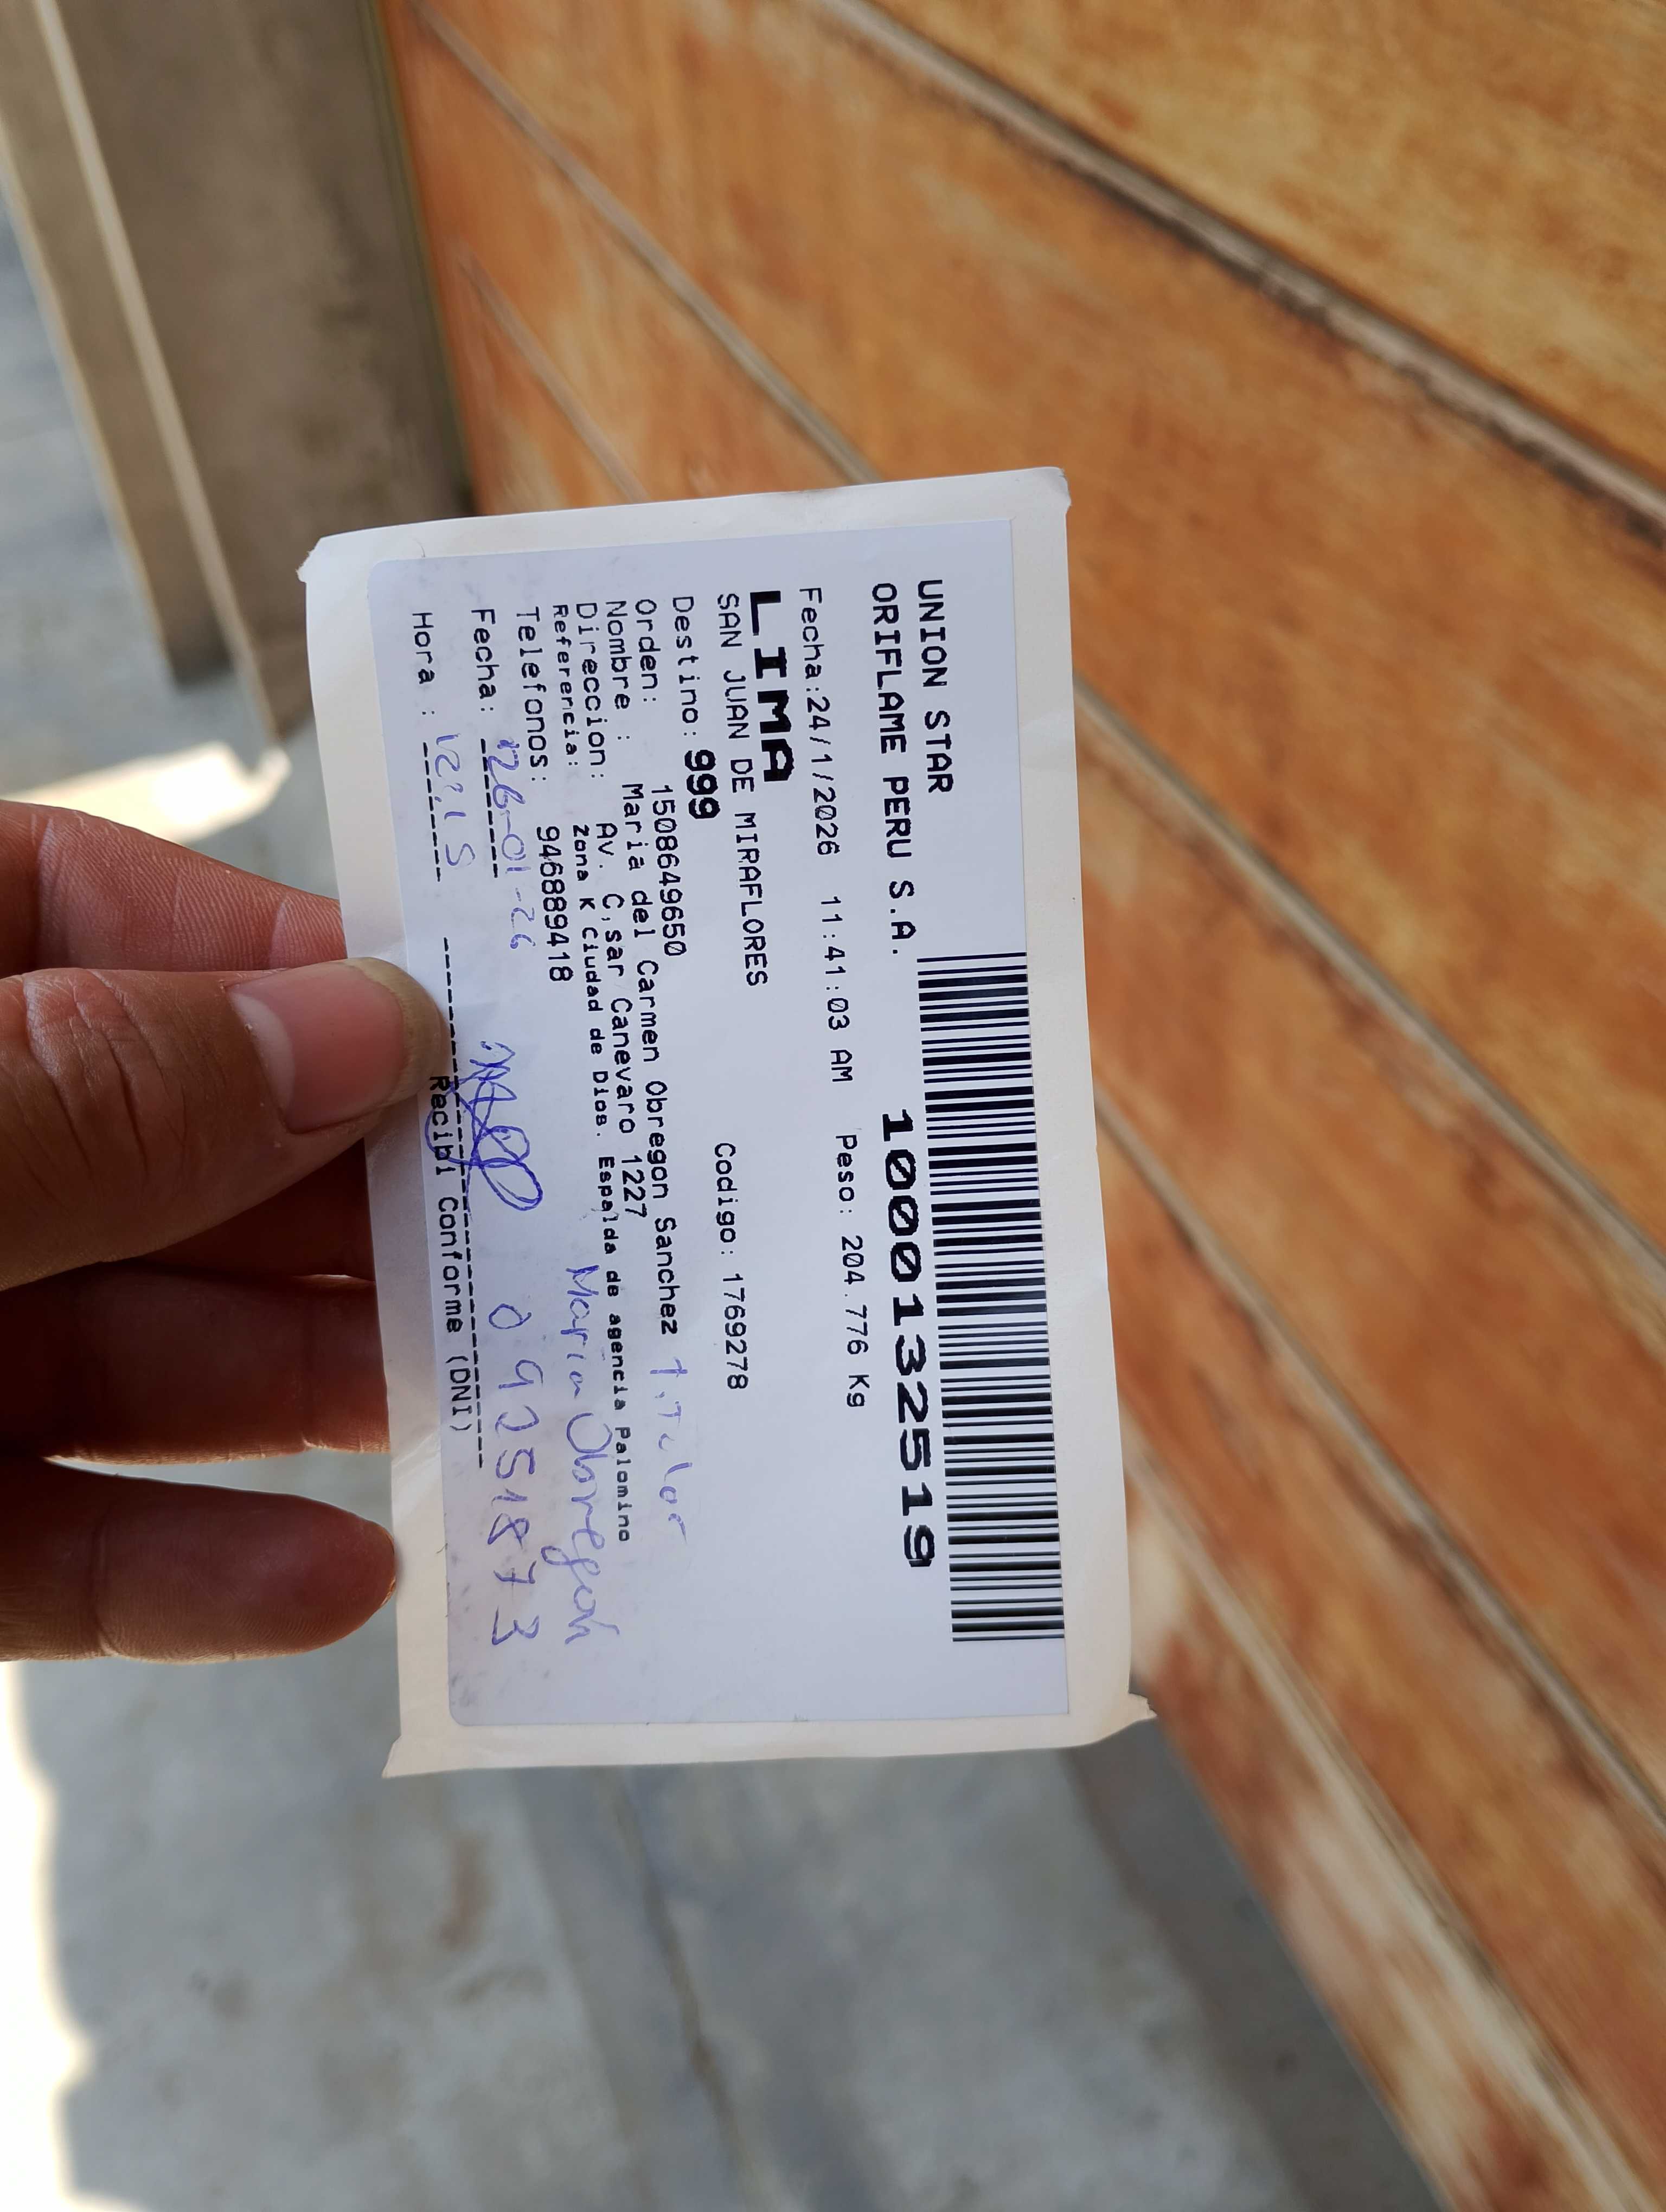 UNION STAR
ORIFLAME PERU S.A. 1000132519
Fecha:24/1/2026 11:41:03 AM Peso: 204.776 Kg
LIMA
SAN JUAN DE MIRAFLORES Codigo: 1769278
Destino: 999
Orden: 1508649650
Nombre : Maria del Carmen Obregon Sanchez Titular
Direccion: Av. C,sar Canevaro 1227
Referencia: Zona K Ciudad de Dios. Espalda de agencia Palomino
Telefonos: 946889418 Maria Obregon
Fecha: 26-01-26 09251873
Hora : 12:15
Recibi Conforme (DNI)